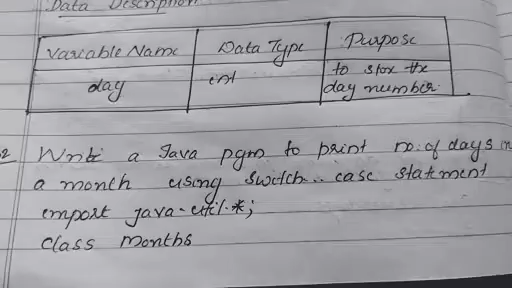 Data Description
Variable Name Data Type Purpose
day int to store the
day number
2 Write a Java pgm to print no. of days in
a month using switch.. case statement
import java.util.*;
class months